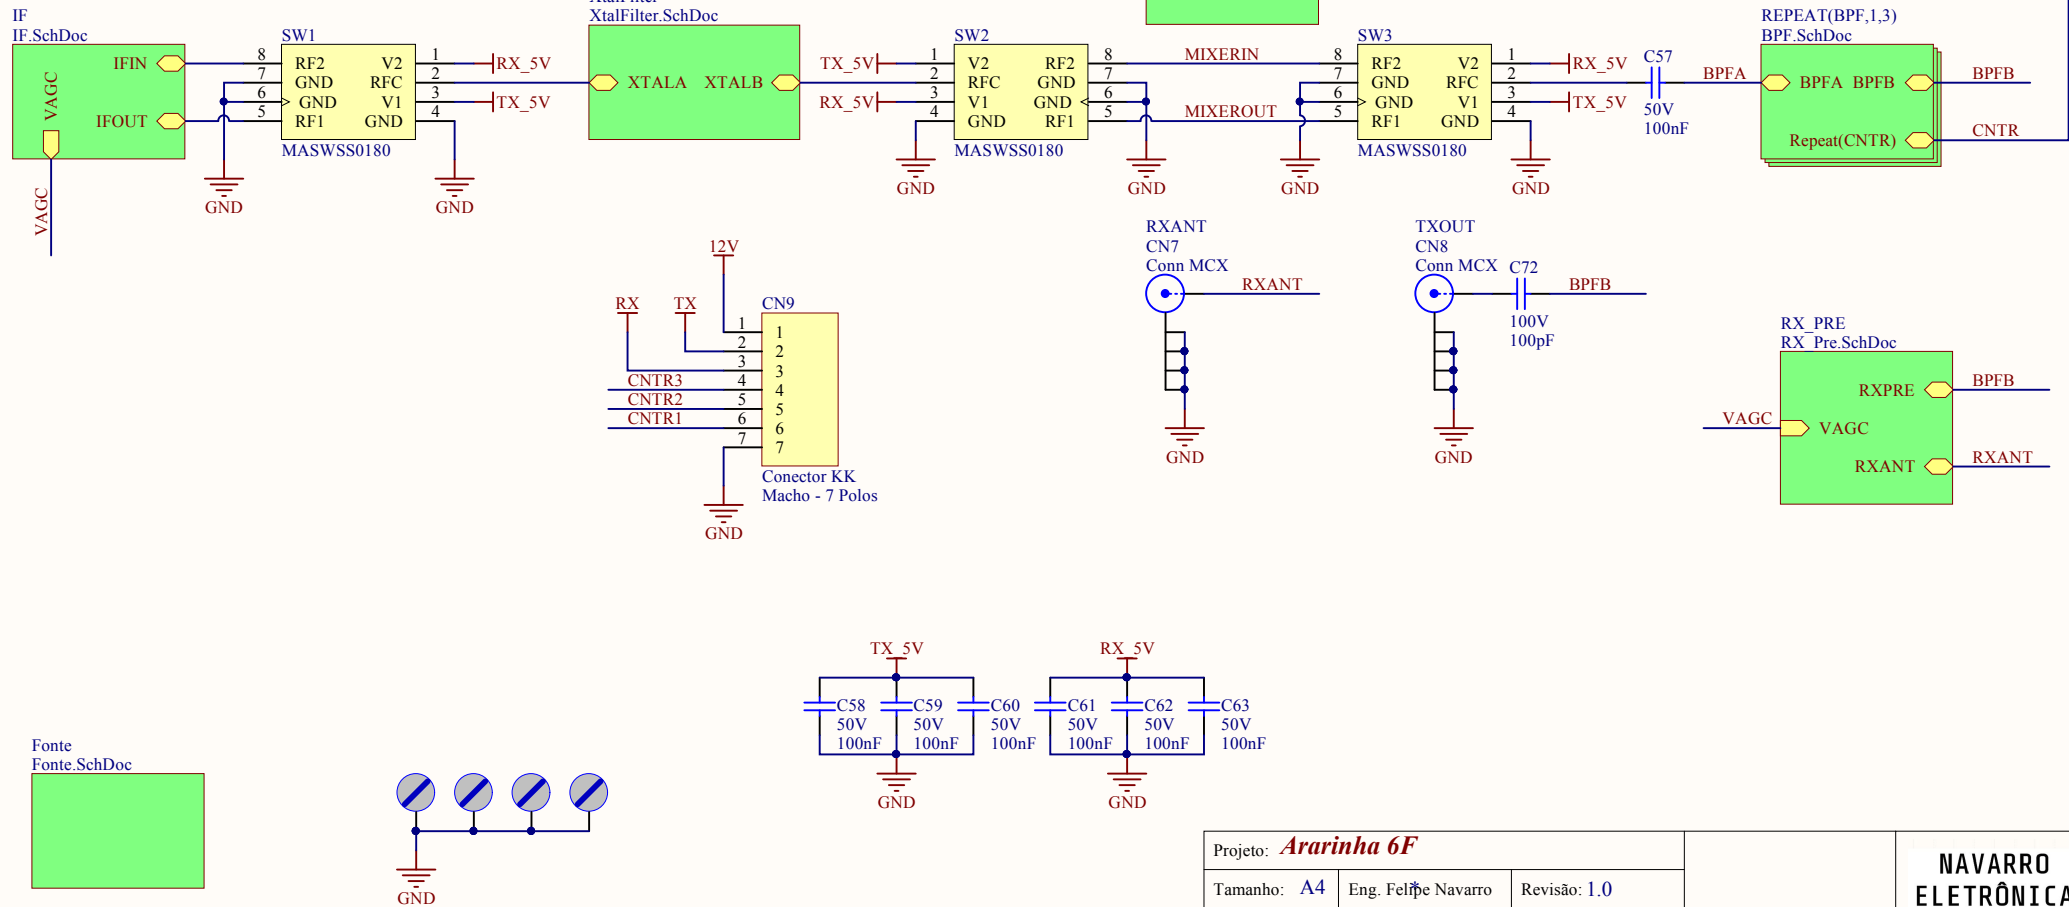 IF
IF.SchDoc
IFIN
VAGC
IFOUT
VAGC
SW1
8 RF2 V2 1
7 GND RFC 2
6 GND V1 3
5 RF1 GND 4
MASWSS0180
RX_5V
TX_5V
GND
GND
XtalFilter.SchDoc
XTALA XTALB
TX_5V
RX_5V
SW2
1 V2 RF2 8
2 RFC GND 7
3 V1 GND 6
4 GND RF1 5
MASWSS0180
GND
GND
MIXERIN
MIXEROUT
SW3
8 RF2 V2 1
7 GND RFC 2
6 GND V1 3
5 RF1 GND 4
MASWSS0180
GND
GND
RX_5V
TX_5V
C57
50V
100nF
BPFA
REPEAT(BPF,1,3)
BPF.SchDoc
BPFA BPFB
Repeat(CNTR)
BPFB
CNTR
12V
RX TX
CN9
1 1
2 2
3 3
CNTR3 4 4
CNTR2 5 5
CNTR1 6 6
7 7
Conector KK
Macho - 7 Polos
GND
RXANT
CN7
Conn MCX
RXANT
GND
TXOUT
CN8
Conn MCX
C72
100V
100pF
BPFB
GND
RX_PRE
RX_Pre.SchDoc
RXPRE
VAGC
RXANT
VAGC
BPFB
RXANT
TX_5V
C58 C59 C60
50V 50V 50V
100nF 100nF 100nF
GND
RX_5V
C61 C62 C63
50V 50V 50V
100nF 100nF 100nF
GND
Fonte
Fonte.SchDoc
GND
Projeto: Ararinha 6F
Tamanho: A4 Eng. Felipe Navarro Revisão: 1.0
*
NAVARRO
ELETRÔNICA